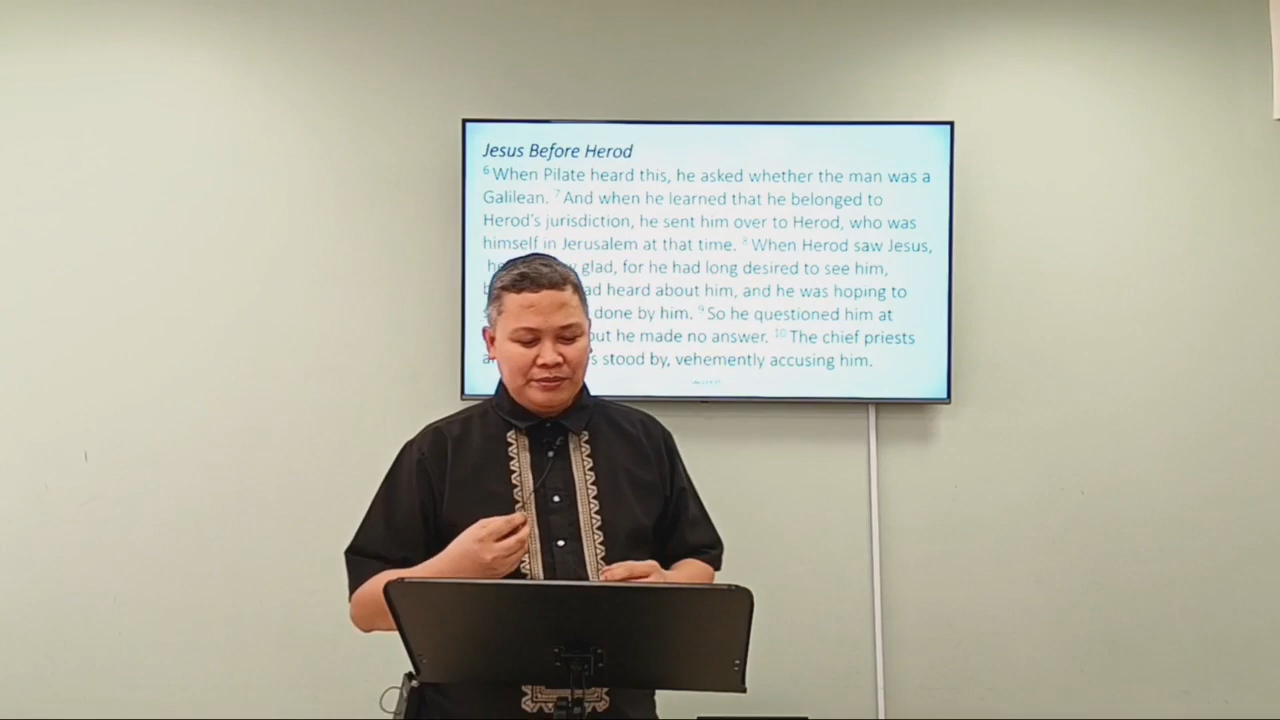 Jesus Before Herod
6 When Pilate heard this, he asked whether the man was a
Galilean. 7 And when he learned that he belonged to
Herod's jurisdiction, he sent him over to Herod, who was
himself in Jerusalem at that time. 8 When Herod saw Jesus,
glad, for he had long desired to see him,
heard about him, and he was hoping to
done by him. 9 So he questioned him at
but he made no answer. 10 The chief priests
stood by, vehemently accusing him.